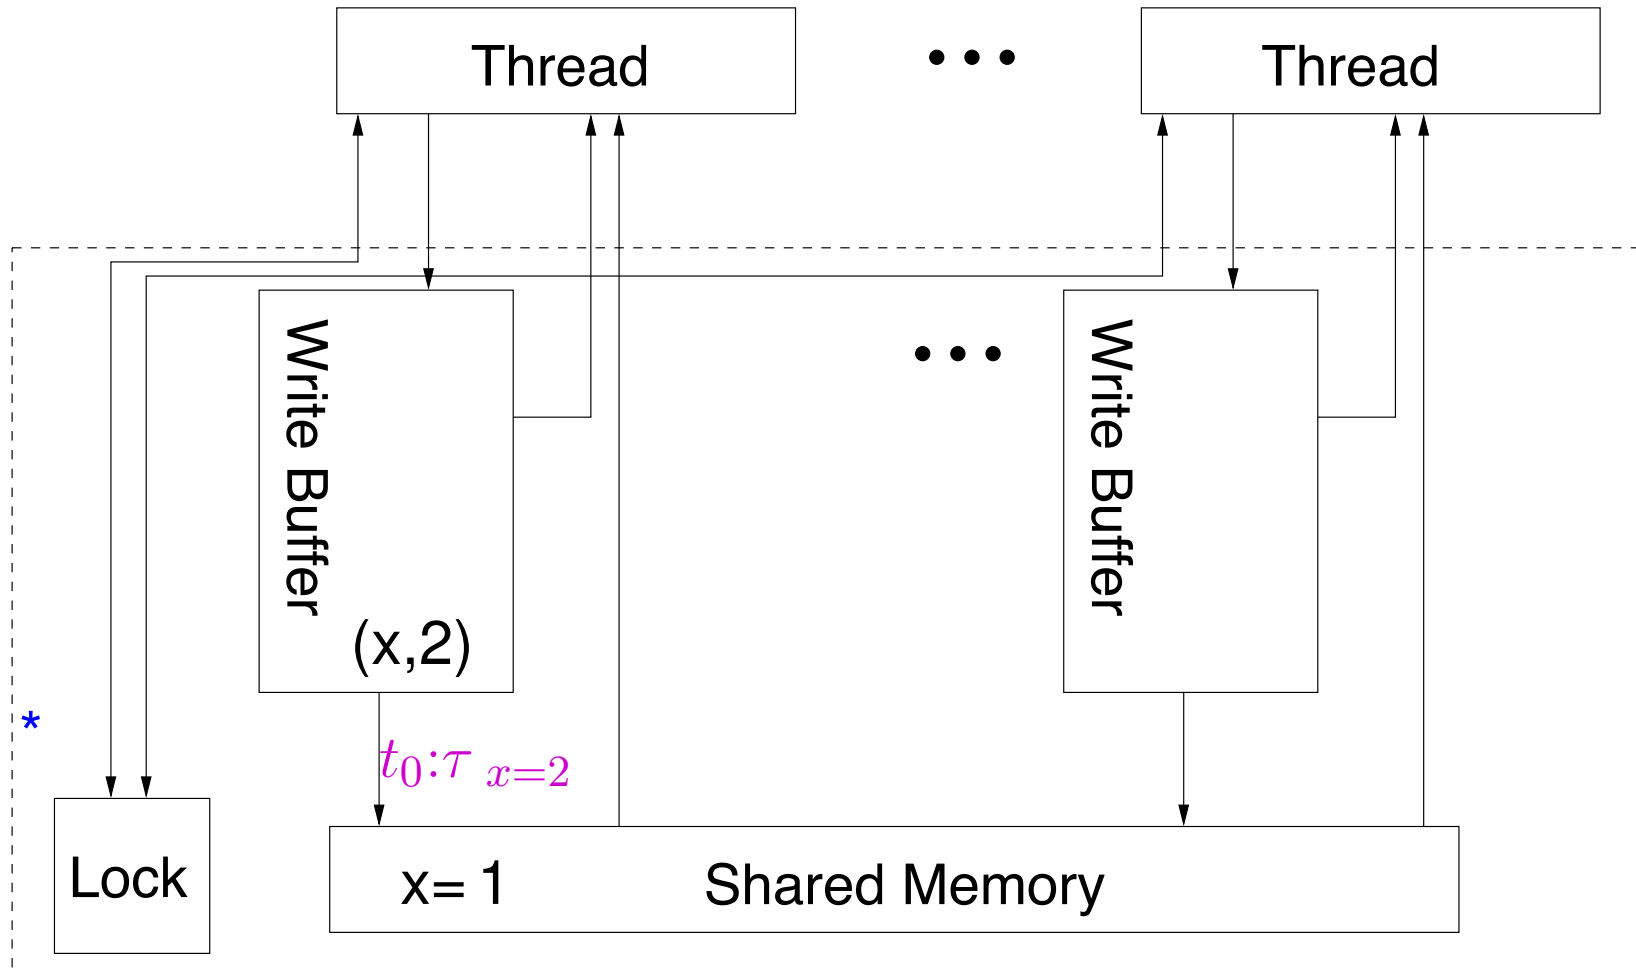 Thread
• • •
Thread
Write Buffer
(x,2)
• • •
Write Buffer
*
t₀:τ ₓ₌₂
Lock
x= 1
Shared Memory